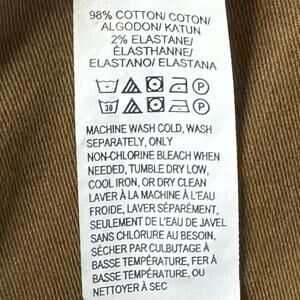 98% COTTON/ COTON/
ALGODON/ KATUN
2% ELASTANE/
ÉLASTHANNE/
ELASTANO/ ELASTANA
P
30 P
MACHINE WASH COLD, WASH
SEPARATELY, ONLY
NON-CHLORINE BLEACH WHEN
NEEDED, TUMBLE DRY LOW,
COOL IRON, OR DRY CLEAN
LAVER À LA MACHINE À L'EAU
FROIDE, LAVER SÉPARÉMENT,
SEULEMENT DE L'EAU DE JAVEL
SANS CHLORURE AU BESOIN,
SÉCHER PAR CULBUTAGE À
BASSE TEMPÉRATURE, FER À
BASSE TEMPÉRATURE, OU
NETTOYER À SEC